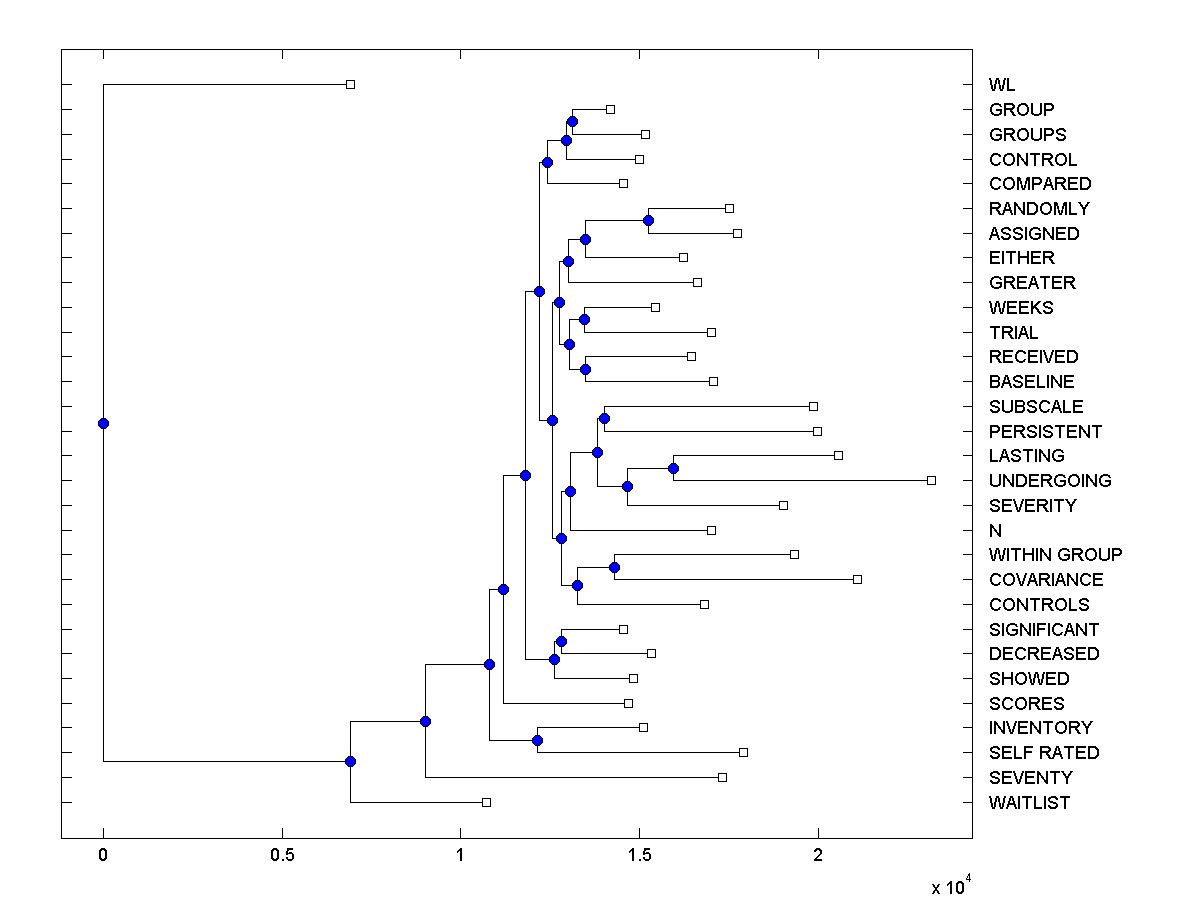 WL
GROUP
GROUPS
CONTROL
COMPARED
RANDOMLY
ASSIGNED
EITHER
GREATER
WEEKS
TRIAL
RECEIVED
BASELINE
SUBSCALE
PERSISTENT
LASTING
UNDERGOING
SEVERITY
N
WITHIN GROUP
COVARIANCE
CONTROLS
SIGNIFICANT
DECREASED
SHOWED
SCORES
INVENTORY
SELF RATED
SEVENTY
WAITLIST
0 0.5 1 1.5 2
x 10^4